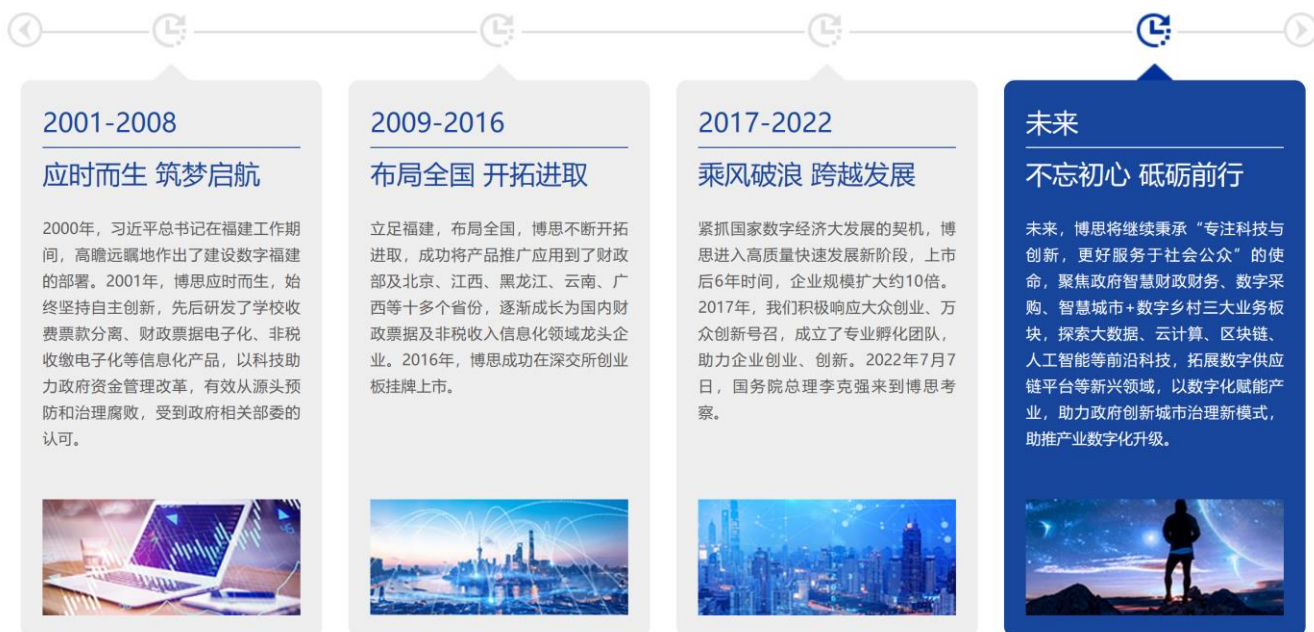 2001-2008
应时而生 筑梦启航
2000年，习近平总书记在福建工作期
间，高瞻远瞩地作出了建设数字福建
的部署。2001年，博思应时而生，始
终坚持自主创新，先后研发了学校收
费票款分离、财政票据电子化、非税
收缴电子化等信息化产品，以科技助
力政府资金管理改革，有效从源头预
防和治理腐败，受到政府相关部委的
认可。
2009-2016
布局全国 开拓进取
立足福建，布局全国，博思不断开拓
进取，成功将产品推广应用到了财政
部及北京、江西、黑龙江、云南、广
西等十多个省份，逐渐成长为国内财
政票据及非税收入信息化领域龙头企
业。2016年，博思成功在深交所创业
板挂牌上市。
2017-2022
乘风破浪 跨越发展
紧抓国家数字经济大发展的契机，博
思进入高质量快速发展新阶段，上市
后6年时间，企业规模扩大约10倍。
2017年，我们积极响应大众创业、万
众创新号召，成立了专业孵化团队，
助力企业创业、创新。2022年7月7
日，国务院总理李克强来到博思考
察。
未来
不忘初心 砥砺前行
未来，博思将继续秉承“专注科技与
创新，更好服务于社会公众”的使
命，聚焦政府智慧财政财务、数字采
购、智慧城市+数字乡村三大业务板
块，探索大数据、云计算、区块链、
人工智能等前沿科技，拓展数字供应
链平台等新兴领域，以数字化赋能产
业，助力政府创新城市治理新模式，
助推产业数字化升级。